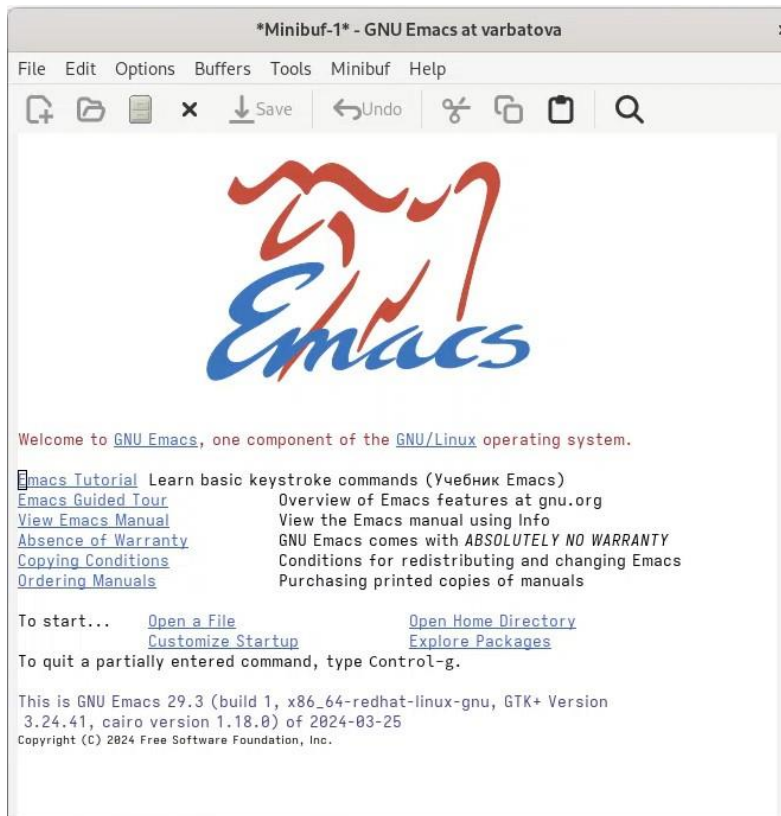 *Minibuf-1* - GNU Emacs at varbatova
File Edit Options Buffers Tools Minibuf Help
Save Undo
Emacs
Welcome to GNU Emacs, one component of the GNU/Linux operating system.
Emacs Tutorial Learn basic keystroke commands (Учебник Emacs)
Emacs Guided Tour Overview of Emacs features at gnu.org
View Emacs Manual View the Emacs manual using Info
Absence of Warranty GNU Emacs comes with ABSOLUTELY NO WARRANTY
Copying Conditions Conditions for redistributing and changing Emacs
Ordering Manuals Purchasing printed copies of manuals
To start... Open a File Open Home Directory
Customize Startup Explore Packages
To quit a partially entered command, type Control-g.
This is GNU Emacs 29.3 (build 1, x86_64-redhat-linux-gnu, GTK+ Version
3.24.41, cairo version 1.18.0) of 2024-03-25
Copyright (C) 2024 Free Software Foundation, Inc.